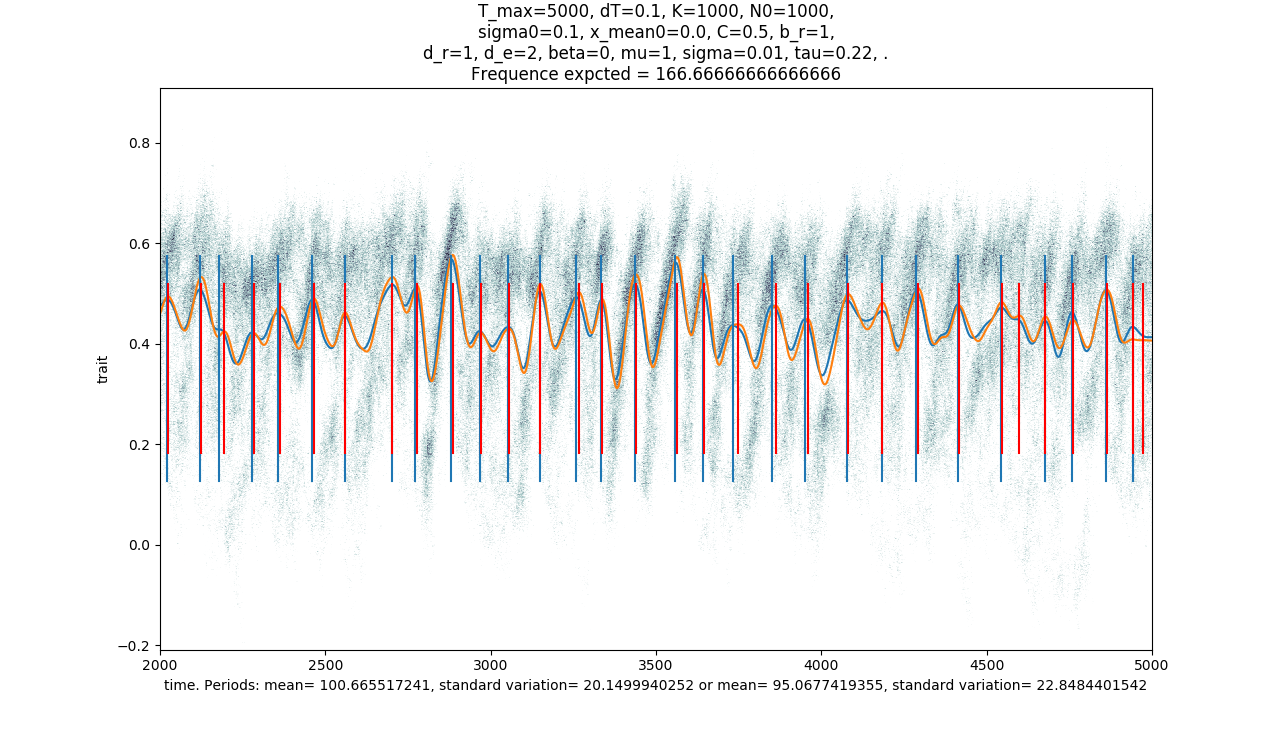 T_max=5000, dT=0.1, K=1000, N0=1000,
sigma0=0.1, x_mean0=0.0, C=0.5, b_r=1,
d_r=1, d_e=2, beta=0, mu=1, sigma=0.01, tau=0.22, .
Frequence expcted = 166.66666666666666
0.8
0.6
0.4
0.2
0.0
−0.2
trait
2000
2500
3000
3500
4000
4500
5000
time. Periods: mean= 100.665517241, standard variation= 20.1499940252 or mean= 95.0677419355, standard variation= 22.8484401542